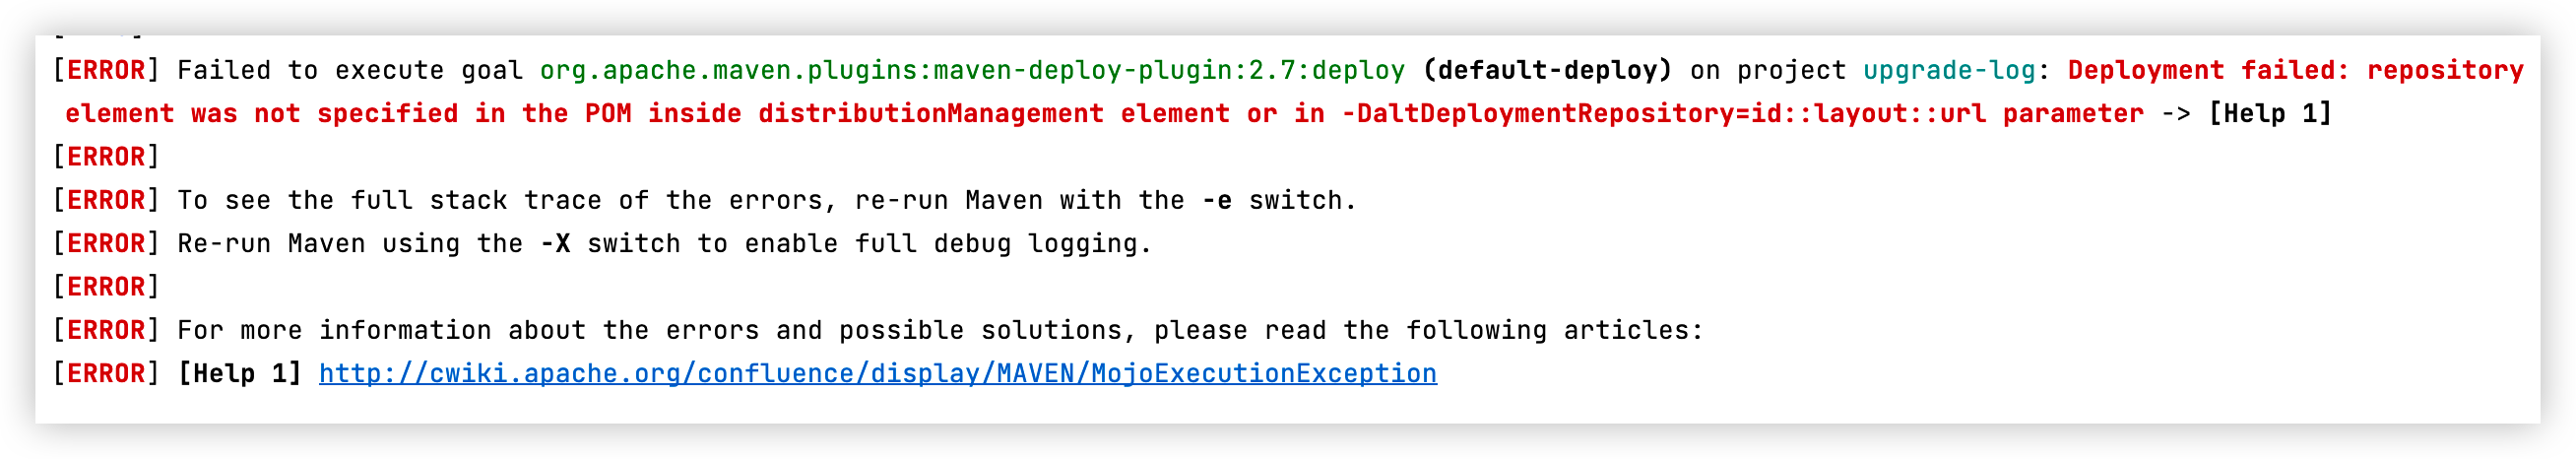 [ERROR] Failed to execute goal org.apache.maven.plugins:maven-deploy-plugin:2.7:deploy (default-deploy) on project upgrade-log: Deployment failed: repository
element was not specified in the POM inside distributionManagement element or in -DaltDeploymentRepository=id::layout::url parameter -> [Help 1]
[ERROR]
[ERROR] To see the full stack trace of the errors, re-run Maven with the -e switch.
[ERROR] Re-run Maven using the -X switch to enable full debug logging.
[ERROR]
[ERROR] For more information about the errors and possible solutions, please read the following articles:
[ERROR] [Help 1] http://cwiki.apache.org/confluence/display/MAVEN/MojoExecutionException